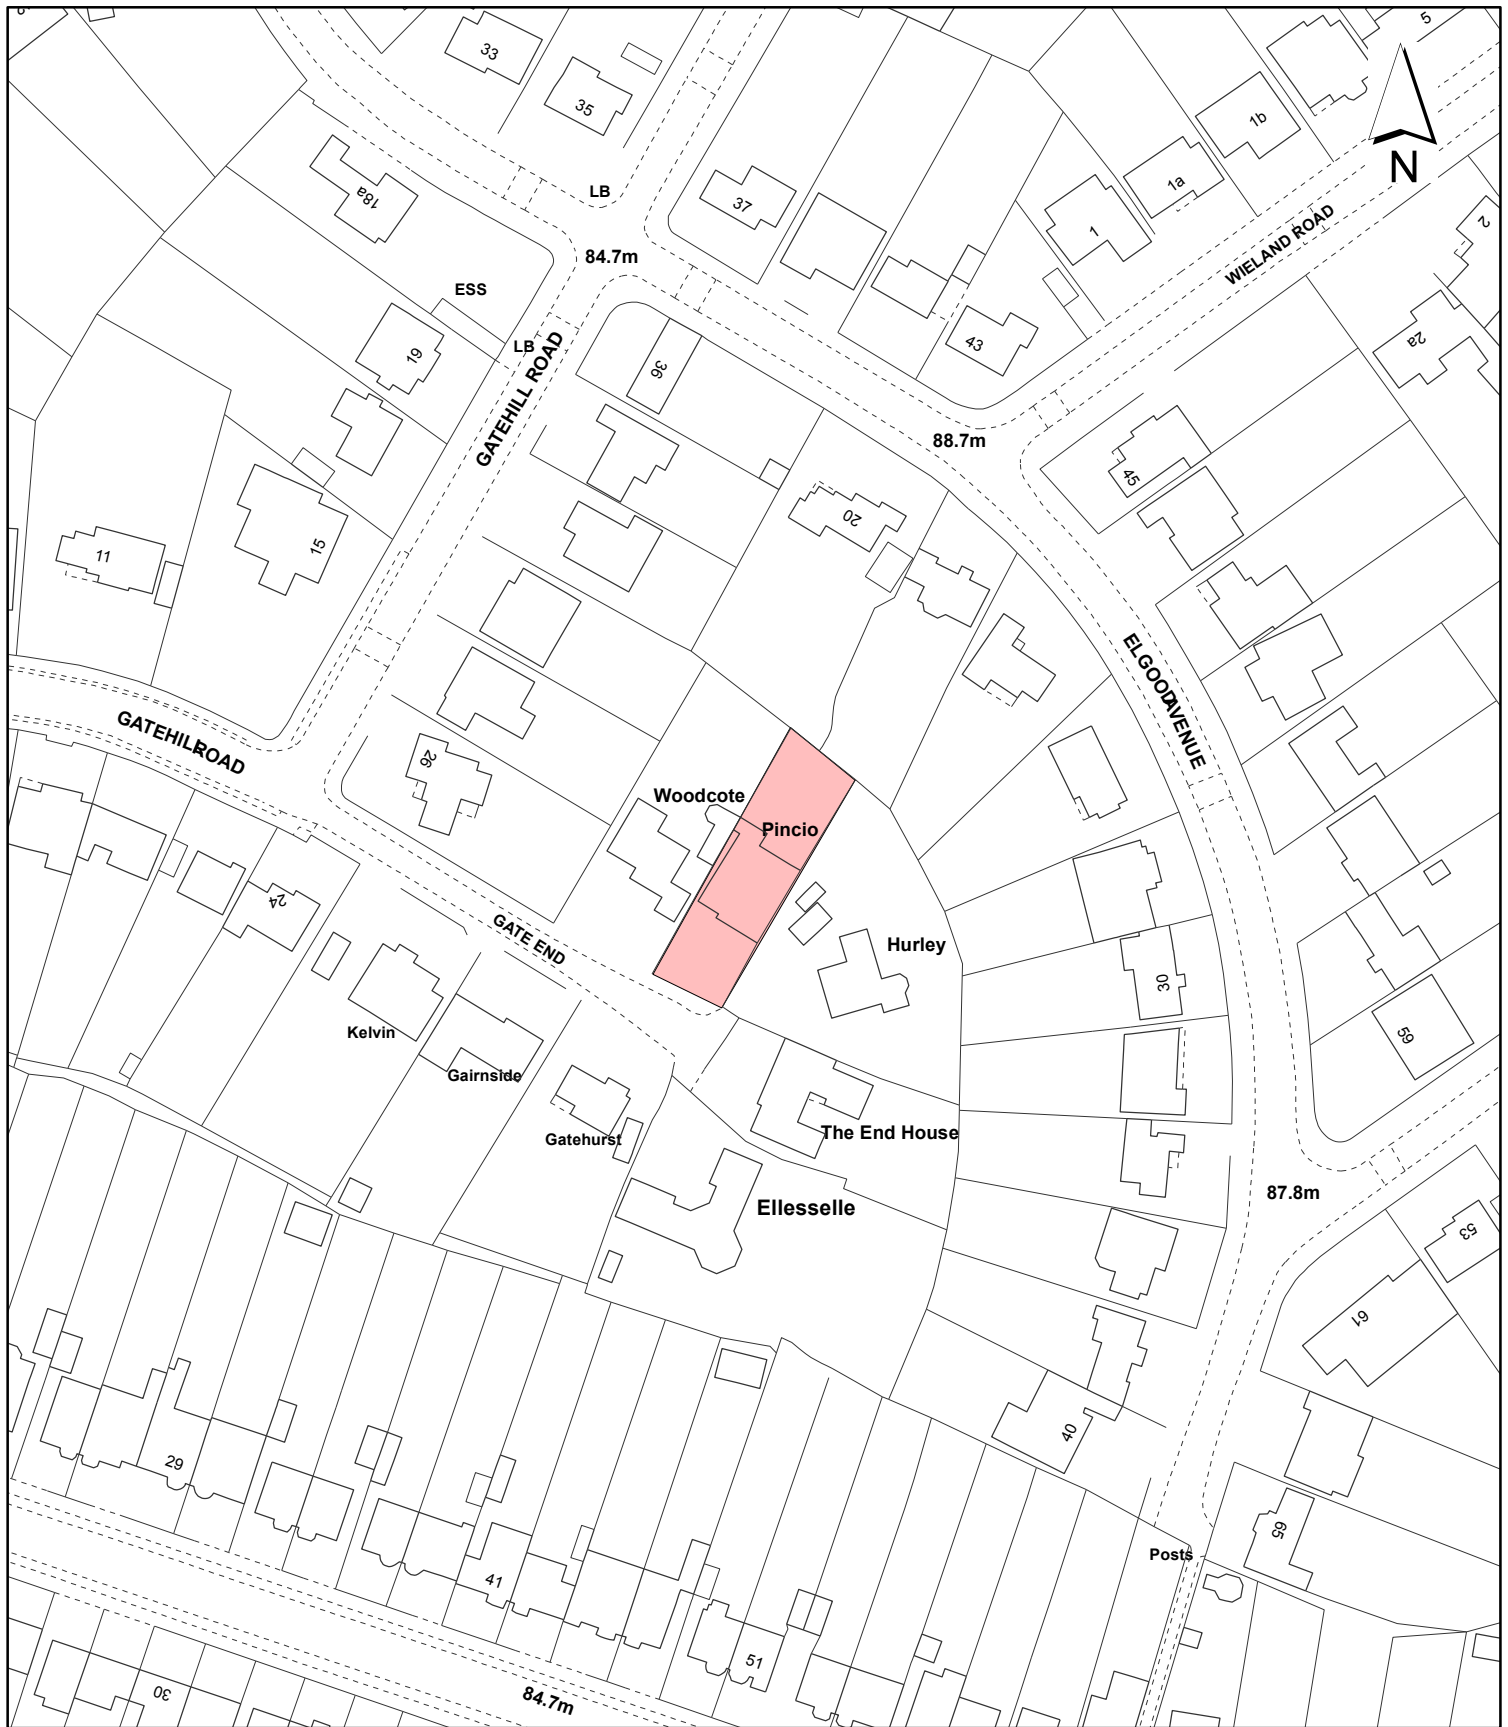 5
33
35
1b
18a
LB
37
1a
N
1
2
WIELAND ROAD
84.7m
ESS
LB
19
GATEHILL ROAD
36
43
2a
88.7m
45
20
11
15
ELGOOD AVENUE
GATEHILL ROAD
26
Woodcote
Pincio
24
GATE END
Hurley
30
Kelvin
59
Gairnside
Gatehurst
The End House
87.8m
Ellesselle
53
61
40
29
65
Posts
41
51
30
84.7m